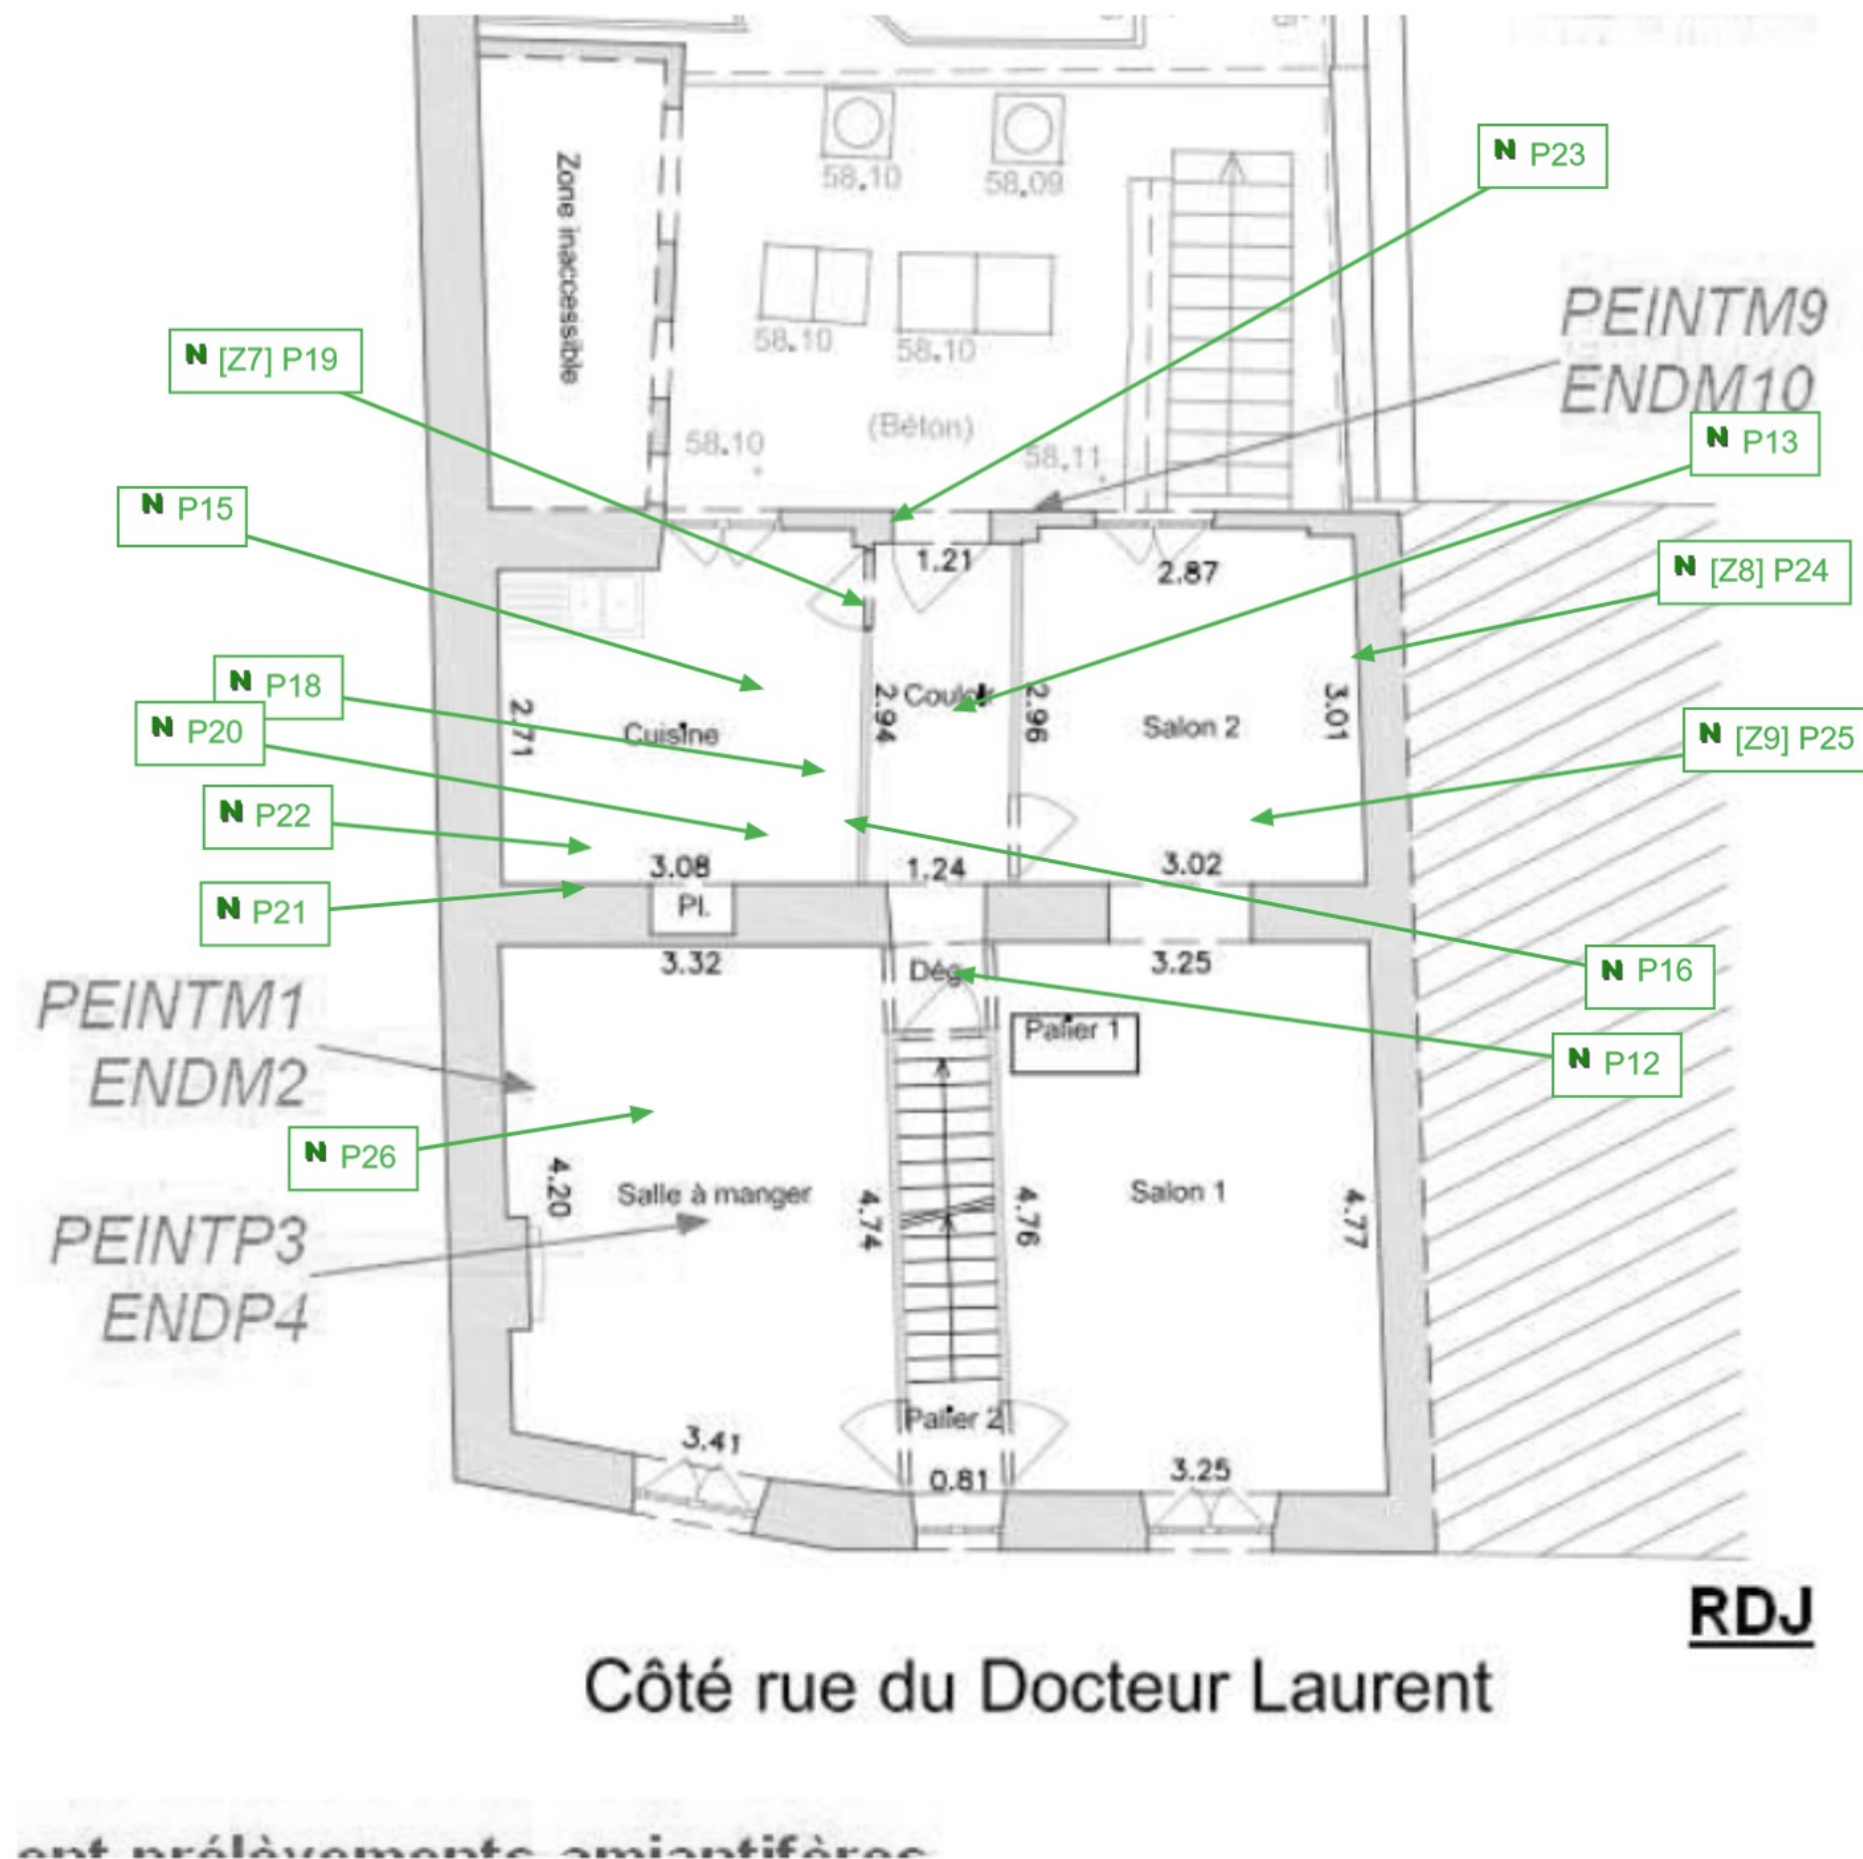 N P23
58.10
58.09
Zone inaccessible
PEINTM9
ENDM10
58.10
58.10
N [Z7] P19
(Béton)
58.10
58.11
N P13
N P15
1.21
2.87
N [Z8] P24
N P18
N P20
2.71
Cuisine
2.94
2.96
Salon 2
3.01
N [Z9] P25
N P22
3.08
1.24
3.02
N P21
Pl.
3.32
3.25
N P16
PEINTM1
ENDM2
Palier 1
N P12
N P26
4.20
Salle à manger
4.74
4.76
Salon 1
4.77
PEINTP3
ENDP4
Palier 2
3.41
0.81
3.25
RDJ
Côté rue du Docteur Laurent
prélèvements amiantifères